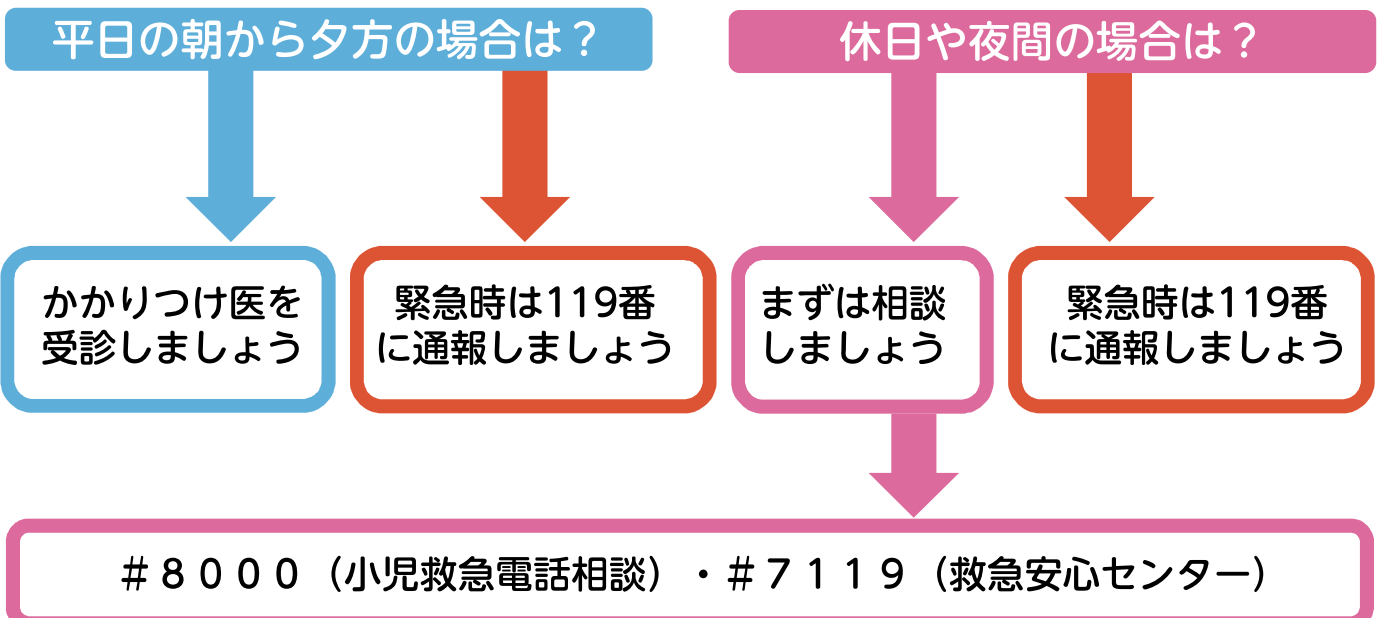 平日の朝から夕方の場合は？
休日や夜間の場合は？
かかりつけ医を
受診しましょう
緊急時は119番
に通報しましょう
まずは相談
しましょう
緊急時は119番
に通報しましょう
＃８０００（小児救急電話相談）・＃７１１９（救急安心センター）